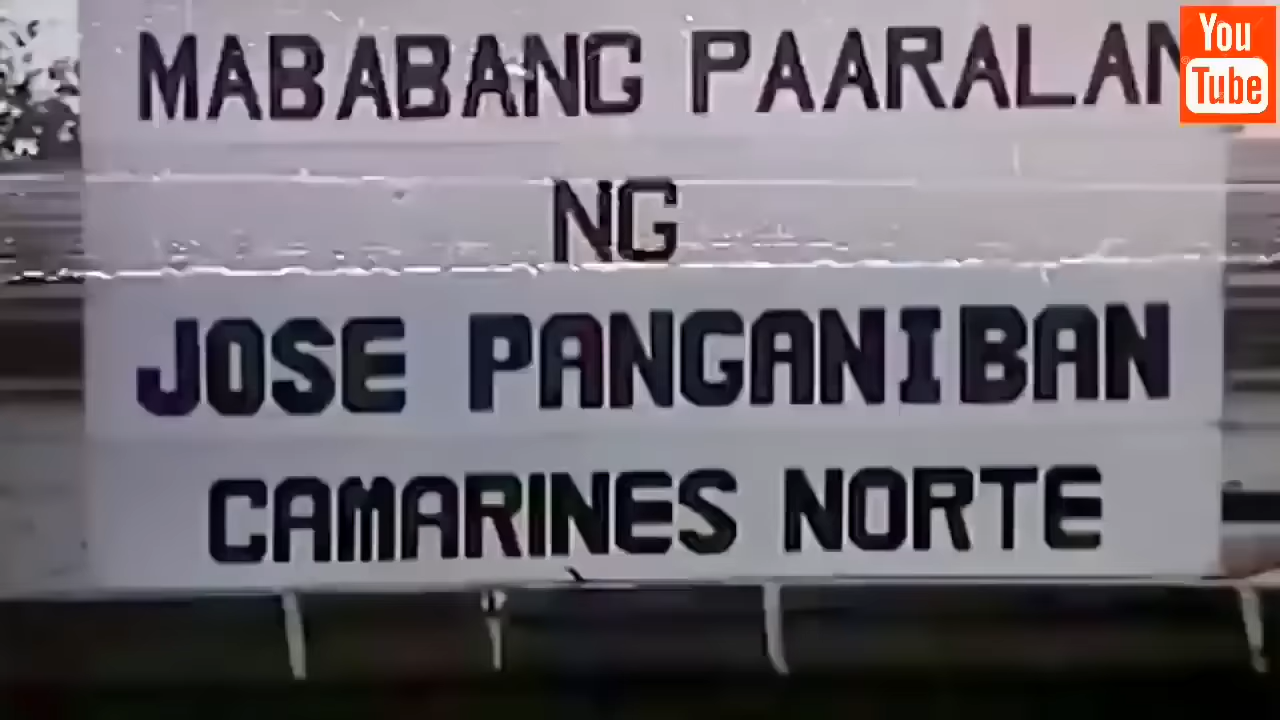 MABABANG PAARALAN
NG
JOSE PANGANIBAN
CAMARINES NORTE
You
Tube